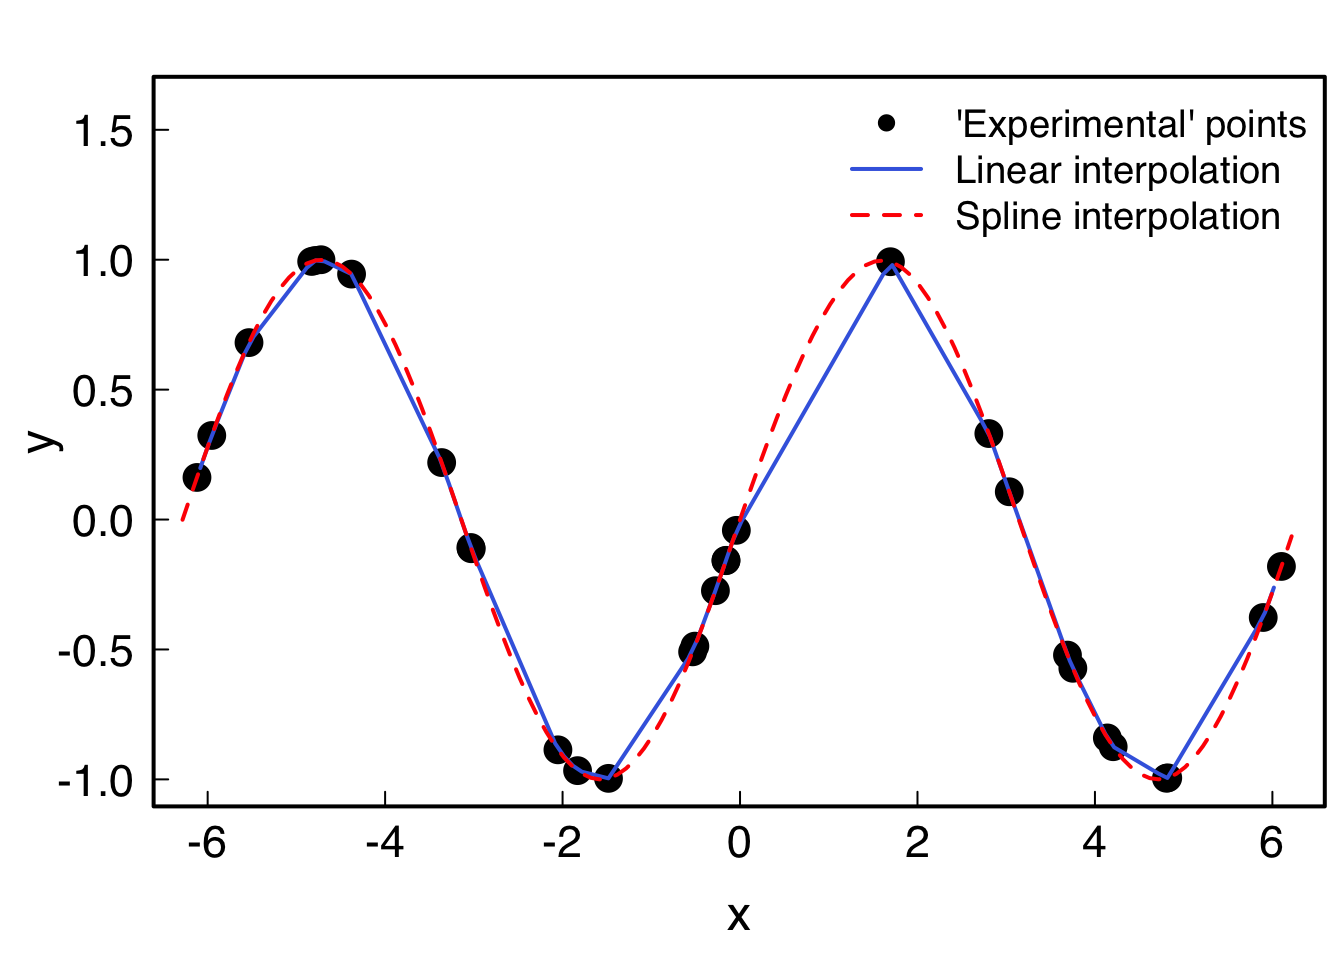 'Experimental' points
Linear interpolation
Spline interpolation
1.5
1.0
0.5
0.0
-0.5
-1.0
y
-6 -4 -2 0 2 4 6
x